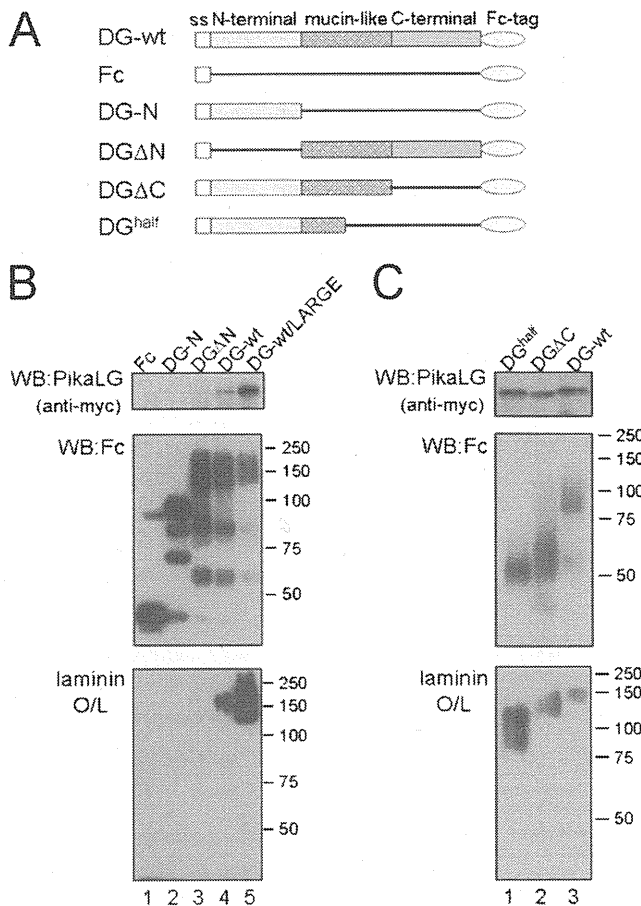 A
ss N-terminal mucin-like C-terminal Fc-tag
DG-wt
Fc
DG-N
DGΔN
DGΔC
DGhalf
B
Fc DG-N DGΔN DG-wt DG-wt/LARGE
WB:PikaLG
(anti-myc)
WB:Fc
250
150
100
75
50
laminin
O/L
250
150
100
75
50
1 2 3 4 5
C
DGhalf DGΔC DG-wt
WB:PikaLG
(anti-myc)
WB:Fc
250
150
100
75
50
laminin
O/L
250
150
100
75
50
1 2 3